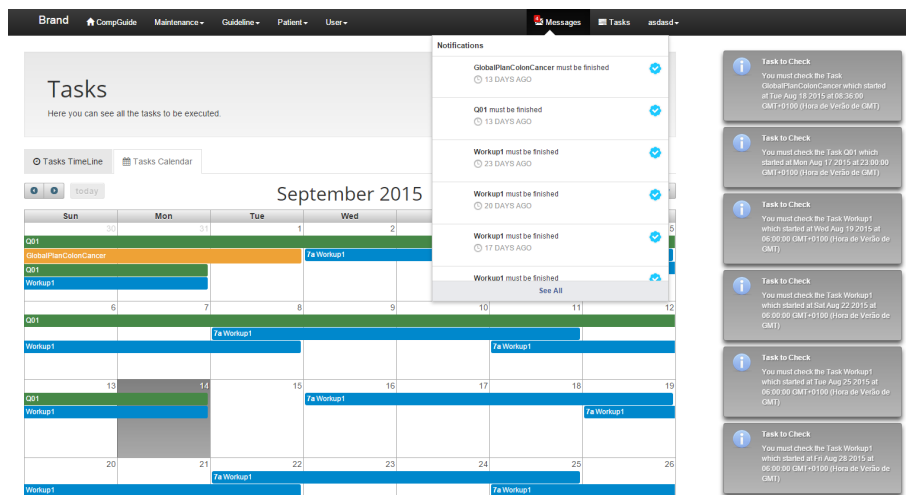 Brand CompGuide Maintenance Guideline Patient User Messages Tasks asdasd
Notifications
GlobalPlanColonCancer must be finished
13 DAYS AGO
Q01 must be finished
13 DAYS AGO
Workup1 must be finished
23 DAYS AGO
Workup1 must be finished
20 DAYS AGO
Workup1 must be finished
17 DAYS AGO
Workup1 must be finished
See All
Tasks
Here you can see all the tasks to be executed.
Tasks TimeLine Tasks Calendar
today
September 2015
Sun Mon Tue Wed
30 31 1 2 5
Q01
GlobalPlanColonCancer 7a Workup1
Q01
Workup1
6 7 8 9 10 11 12
Q01
7a Workup1
Workup1 7a Workup1
13 14 15 16 17 18 19
Q01 7a Workup1
Workup1 7a Workup1
20 21 22 23 24 25 26
7a Workup1
Workup1 7a Workup1
Task to Check
You must check the Task
GlobalPlanColonCancer which started
at Tue Aug 18 2015 at 08:36:00
GMT+0100 (Hora de Verão de GMT)
Task to Check
You must check the Task Q01 which
started at Mon Aug 17 2015 at 23:00:00
GMT+0100 (Hora de Verão de GMT)
Task to Check
You must check the Task Workup1
which started at Wed Aug 19 2015 at
06:00:00 GMT+0100 (Hora de Verão de
GMT)
Task to Check
You must check the Task Workup1
which started at Sat Aug 22 2015 at
06:00:00 GMT+0100 (Hora de Verão de
GMT)
Task to Check
You must check the Task Workup1
which started at Tue Aug 25 2015 at
06:00:00 GMT+0100 (Hora de Verão de
GMT)
Task to Check
You must check the Task Workup1
which started at Fri Aug 28 2015 at
06:00:00 GMT+0100 (Hora de Verão de
GMT)